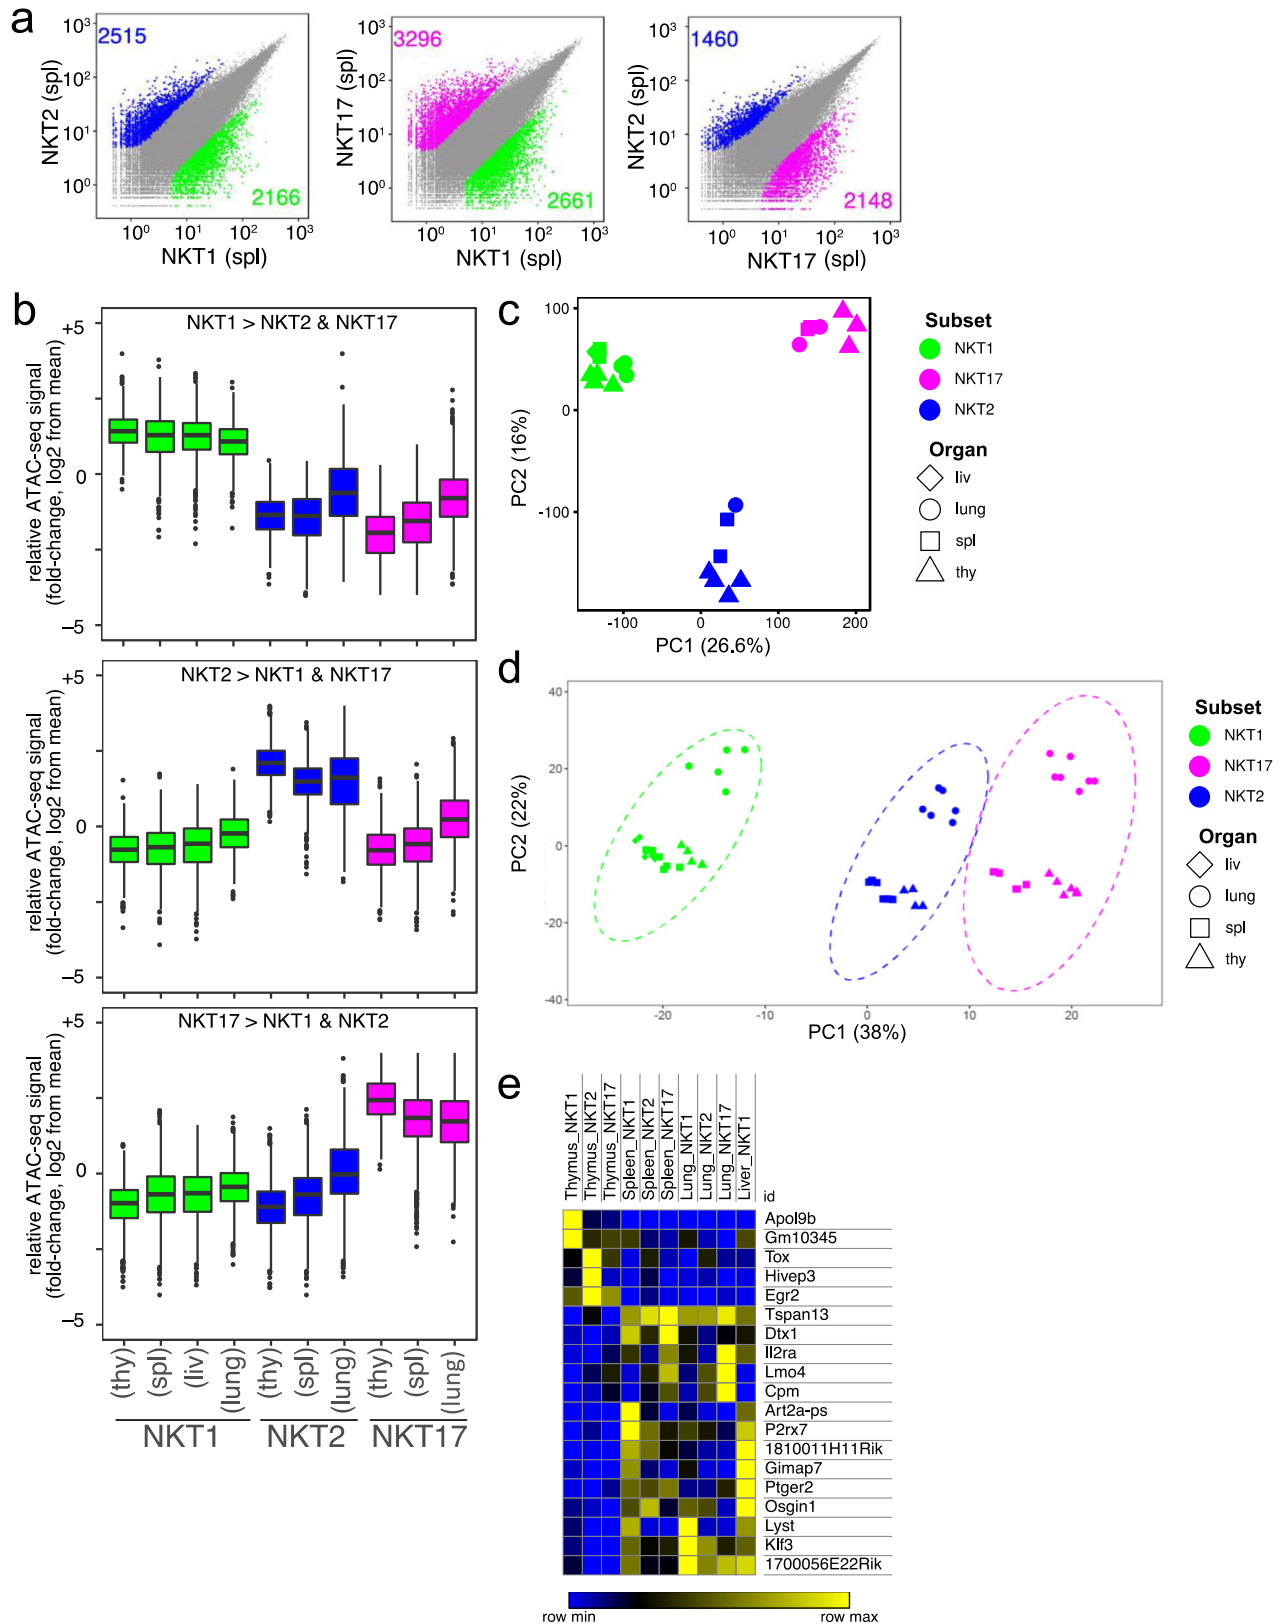 a
10³
10²
10¹
10⁰
NKT2 (spl)
2515
2166
10⁰ 10¹ 10² 10³
NKT1 (spl)
10³
10²
10¹
10⁰
NKT17 (spl)
3296
2661
10⁰ 10¹ 10² 10³
NKT1 (spl)
10³
10²
10¹
10⁰
NKT2 (spl)
1460
2148
10⁰ 10¹ 10² 10³
NKT17 (spl)
b
relative ATAC-seq signal
(fold-change, log2 from mean)
+5
0
–5
NKT1 > NKT2 & NKT17
relative ATAC-seq signal
(fold-change, log2 from mean)
+5
0
–5
NKT2 > NKT1 & NKT17
relative ATAC-seq signal
(fold-change, log2 from mean)
+5
0
–5
NKT17 > NKT1 & NKT2
(thy) (spl) (liv) (lung) (thy) (spl) (lung) (thy) (spl) (lung)
NKT1 NKT2 NKT17
c
100
0
-100
PC2 (16%)
-100 0 100 200
PC1 (26.6%)
Subset
NKT1
NKT17
NKT2
Organ
liv
lung
spl
thy
d
40
20
0
-20
-40
PC2 (22%)
-20 -10 0 10 20
PC1 (38%)
Subset
NKT1
NKT17
NKT2
Organ
liv
lung
spl
thy
e
Thymus_NKT1
Thymus_NKT2
Thymus_NKT17
Spleen_NKT1
Spleen_NKT2
Spleen_NKT17
Lung_NKT1
Lung_NKT2
Lung_NKT17
Liver_NKT1
id
Apol9b
Gm10345
Tox
Hivep3
Egr2
Tspan13
Dtx1
Il2ra
Lmo4
Cpm
Art2a-ps
P2rx7
1810011H11Rik
Gimap7
Ptger2
Osgin1
Lyst
Klf3
1700056E22Rik
row min row max